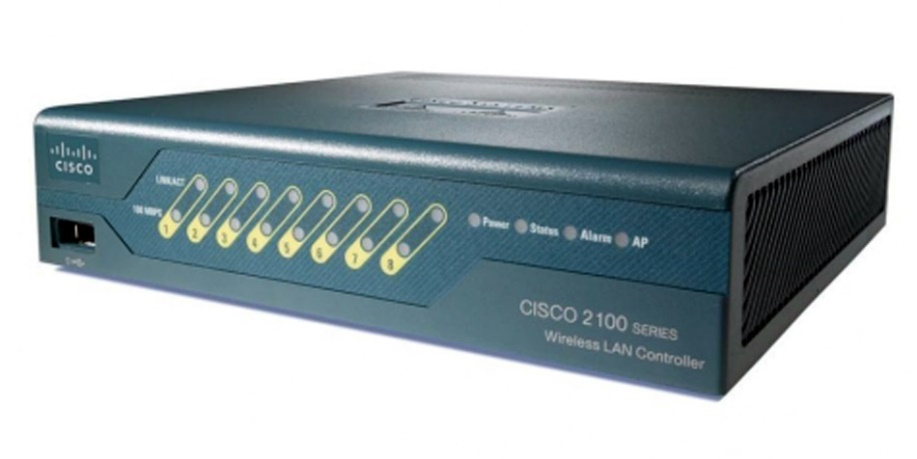 CISCO
LINK/ACT
100 MBPS
1 2 3 4 5 6 7 8
Power Status Alarm AP
CISCO 2100 SERIES
Wireless LAN Controller